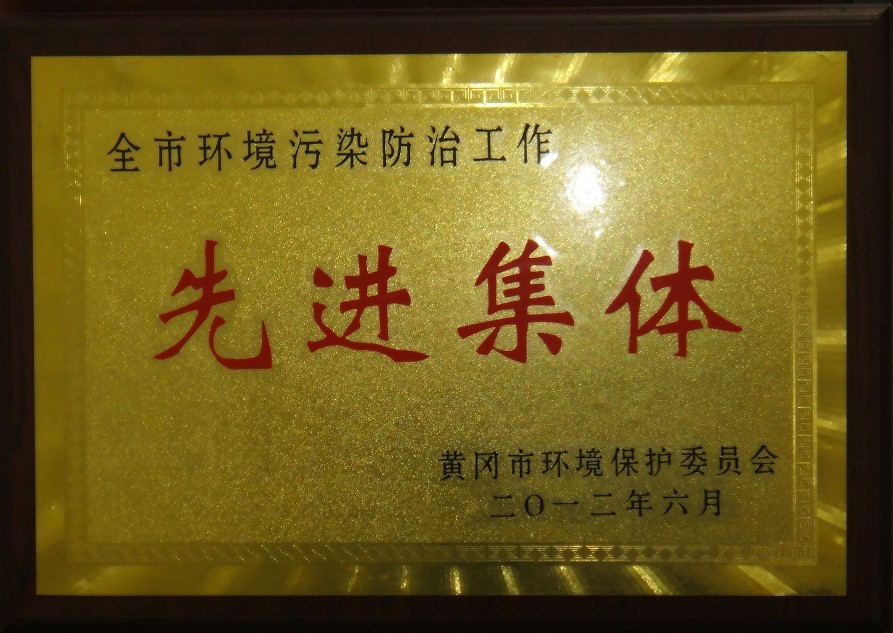 全市环境污染防治工作
先进集体
黄冈市环境保护委员会
二〇一二年六月